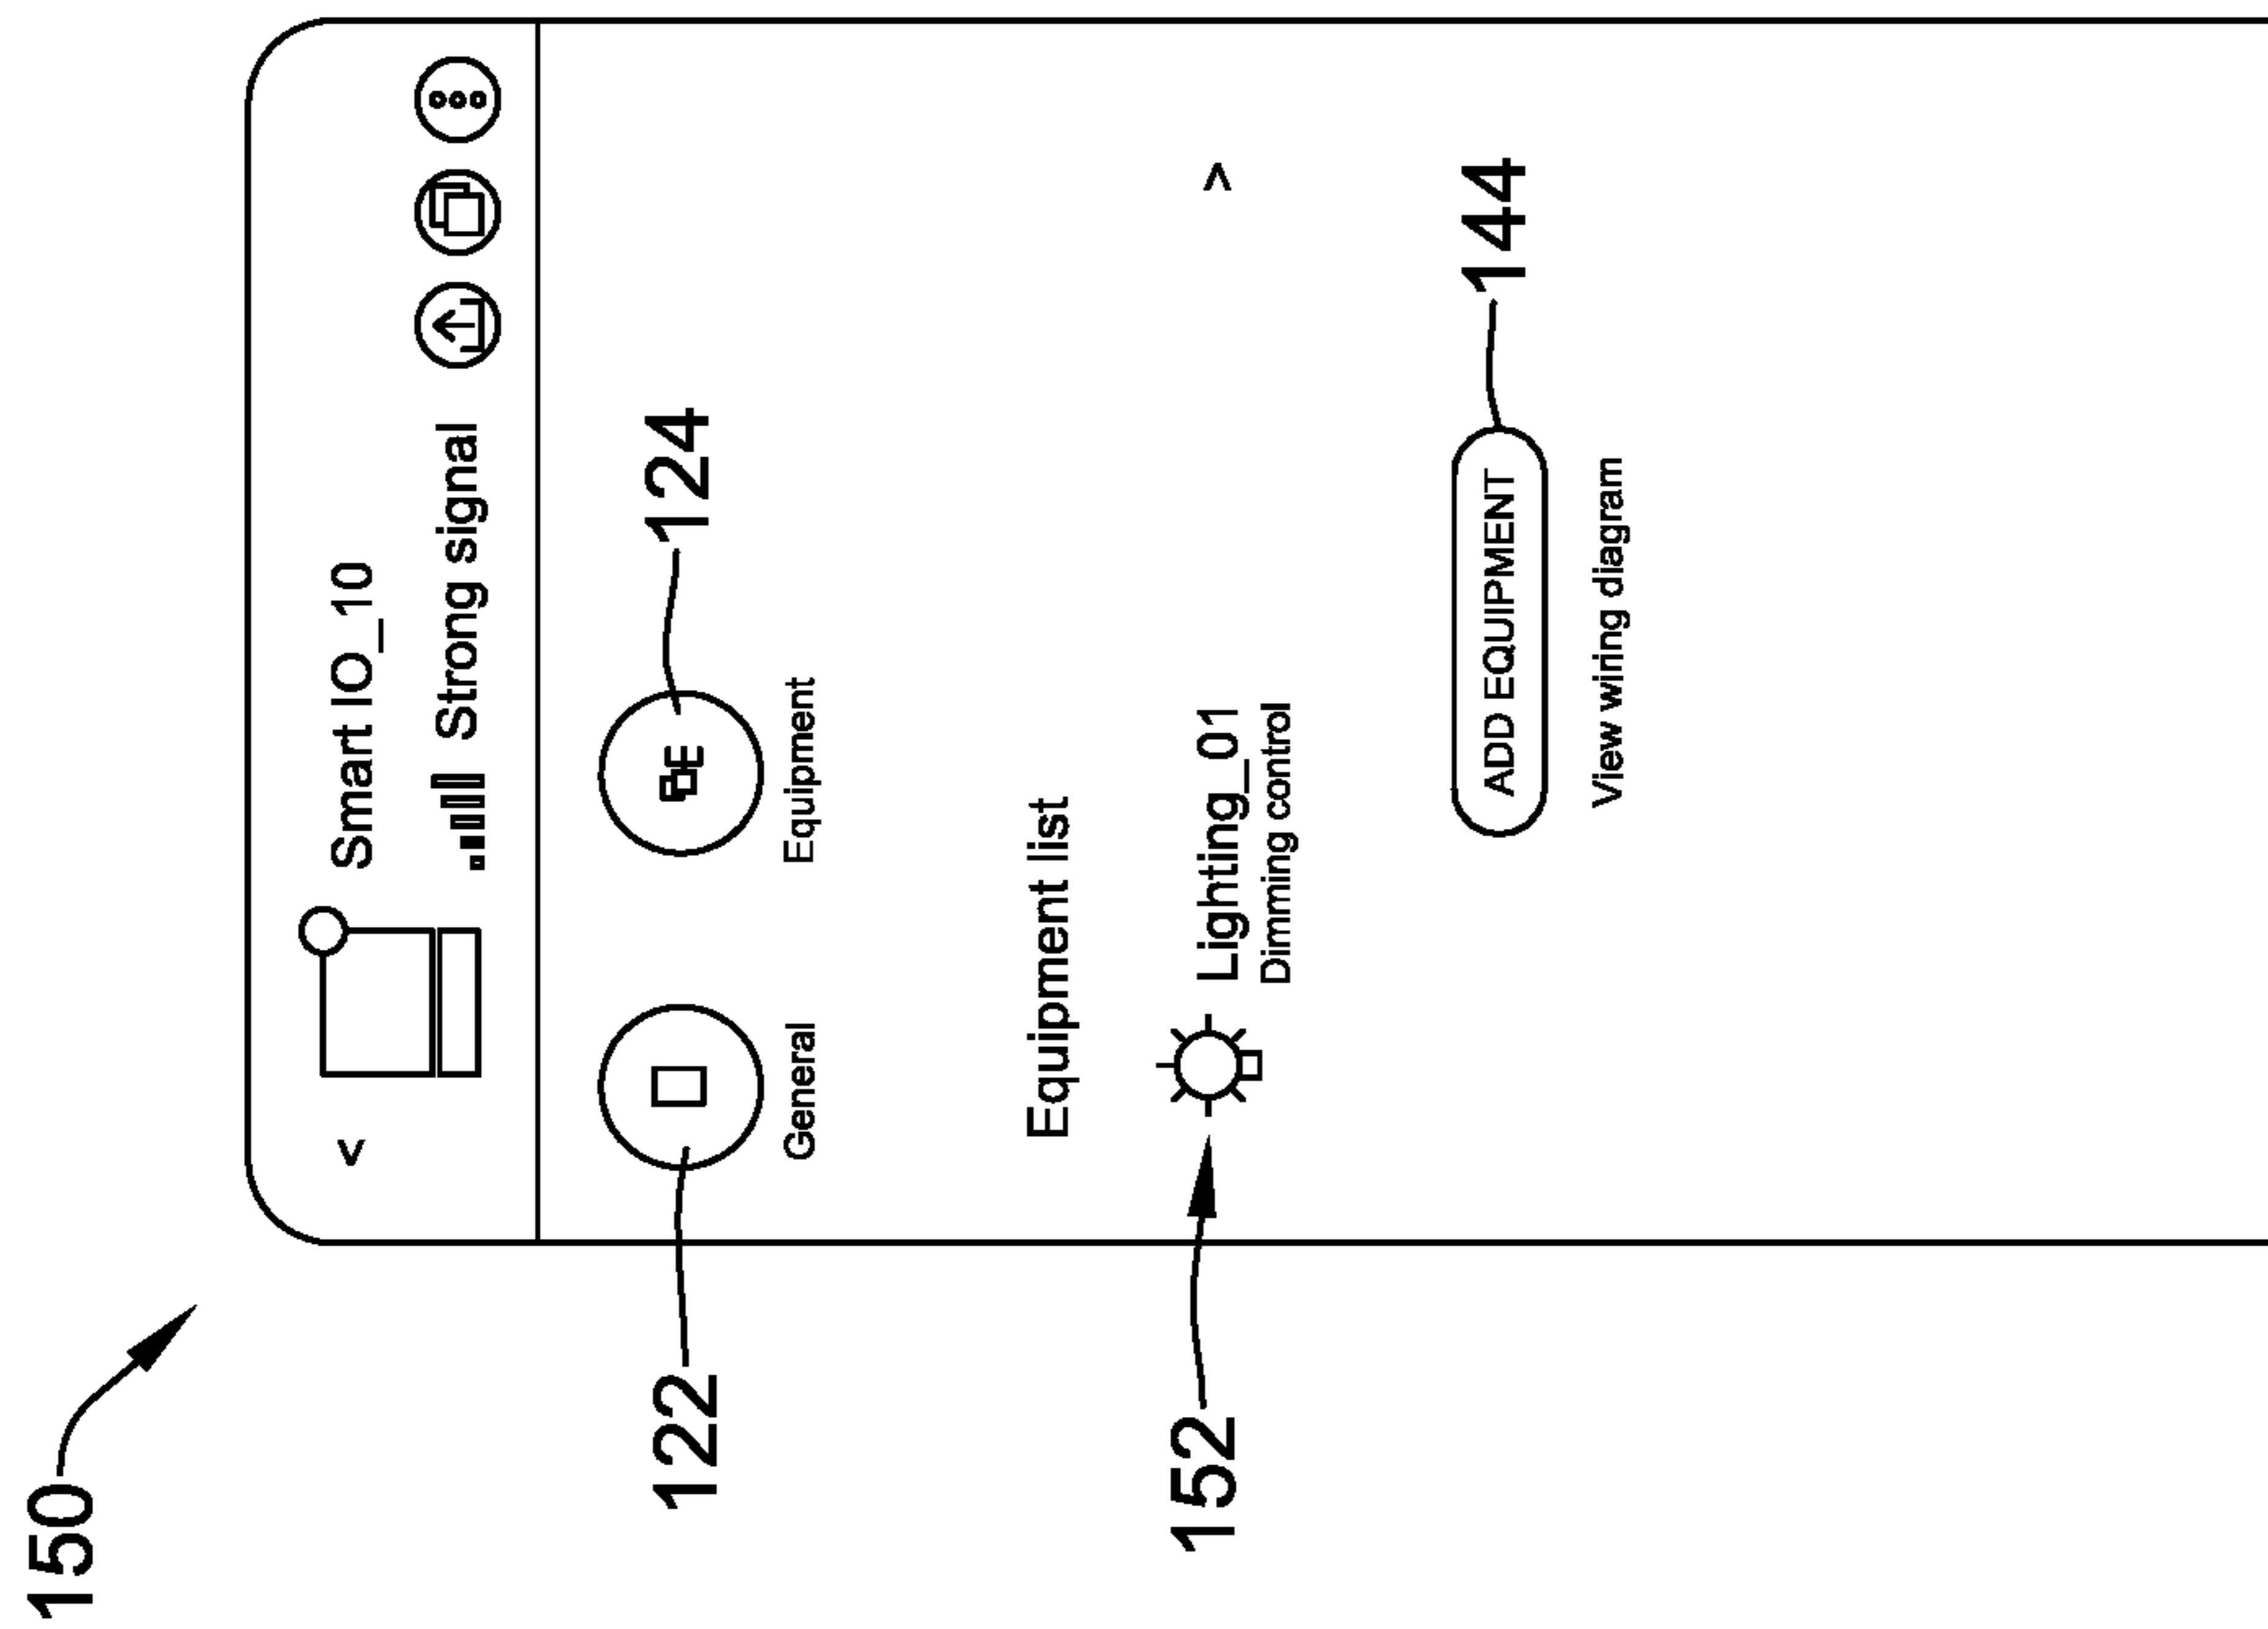 150
Smart IO_10
Strong signal
122
124
General
Equipment
Equipment list
152
Lighting_01
Dimming control
ADD EQUIPMENT
144
View wiring diagram